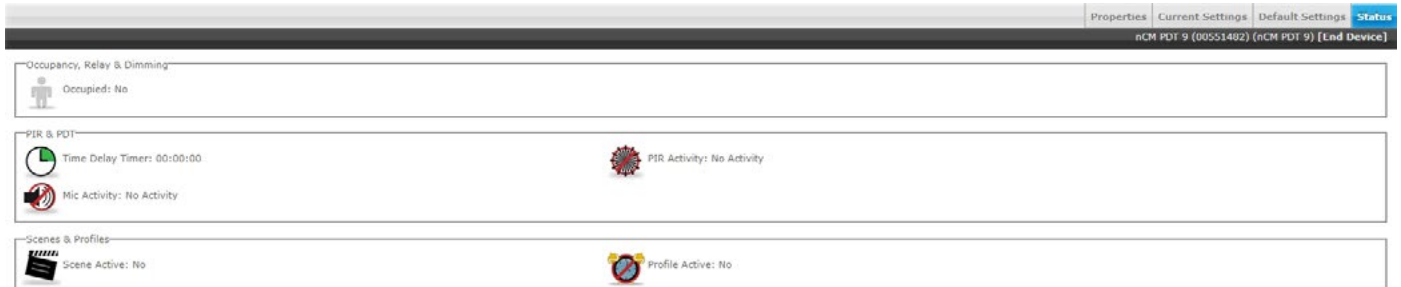 Properties Current Settings Default Settings Status
nCM PDT 9 (00551482) (nCM PDT 9) [End Device]
Occupancy, Relay & Dimming
Occupied: No
PIR & PDT
Time Delay Timer: 00:00:00 PIR Activity: No Activity
Mic Activity: No Activity
Scenes & Profiles
Scene Active: No Profile Active: No